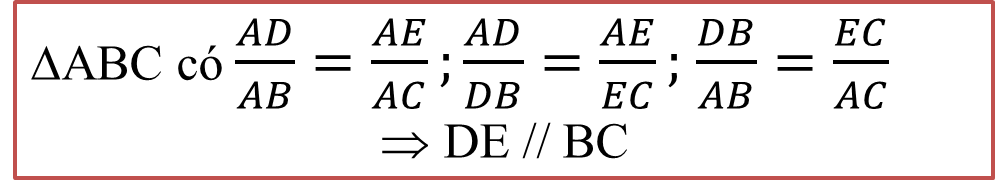 ΔABC có AD/AB = AE/AC ; AD/DB = AE/EC ; DB/AB = EC/AC
⇒ DE // BC